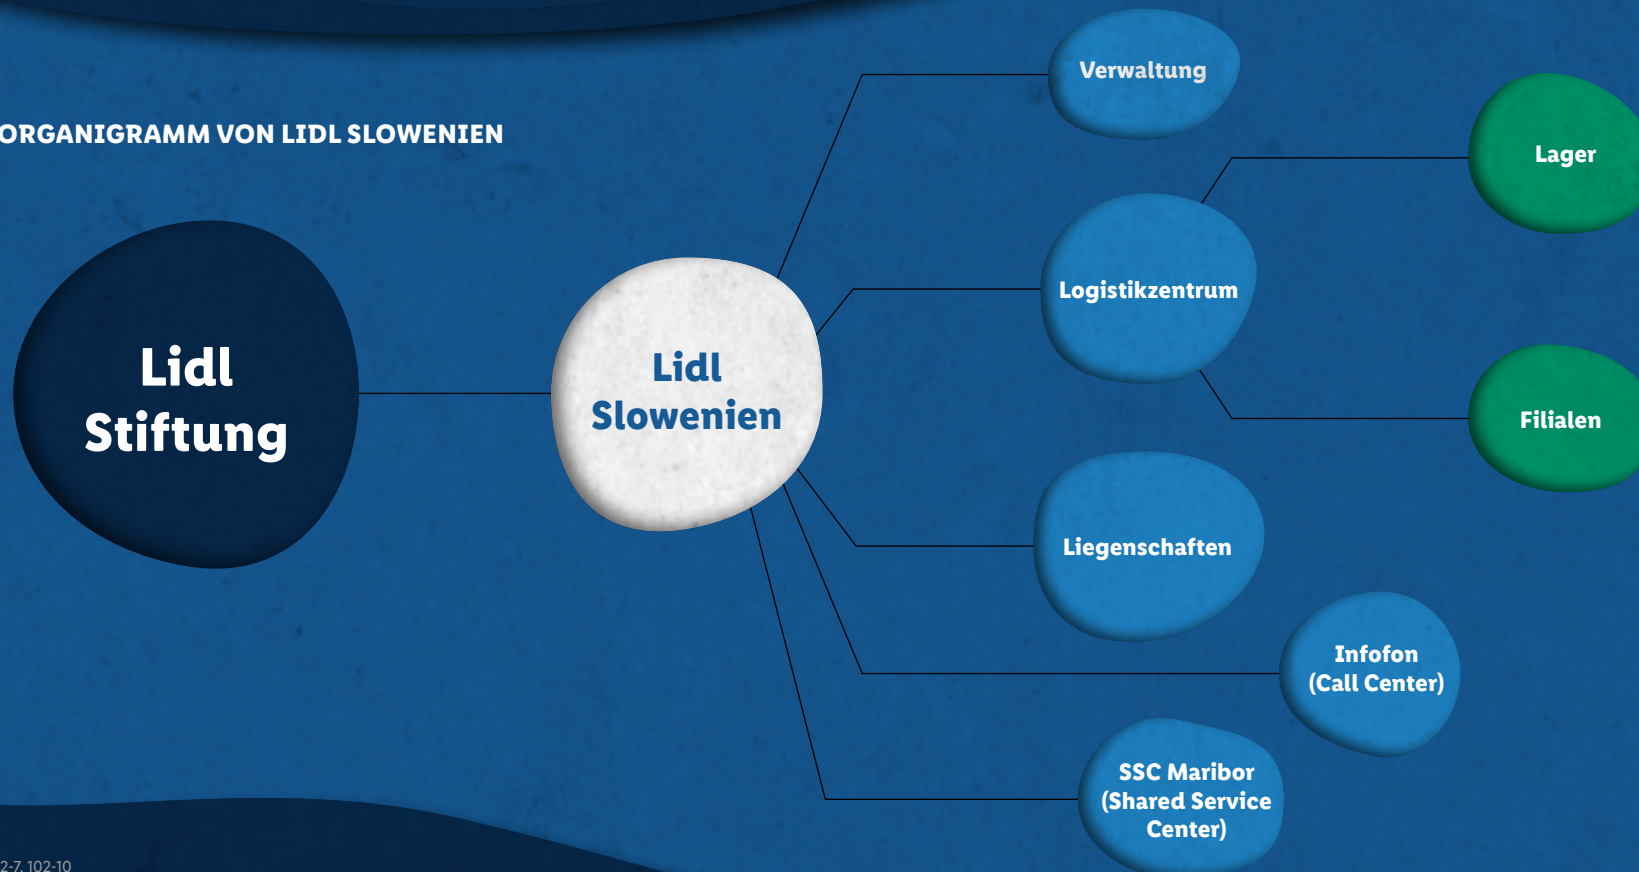 ORGANIGRAMM VON LIDL SLOWENIEN
Lidl
Stiftung
Lidl
Slowenien
Verwaltung
Logistikzentrum
Lager
Filialen
Liegenschaften
Infofon
(Call Center)
SSC Maribor
(Shared Service
Center)
2-7, 102-10